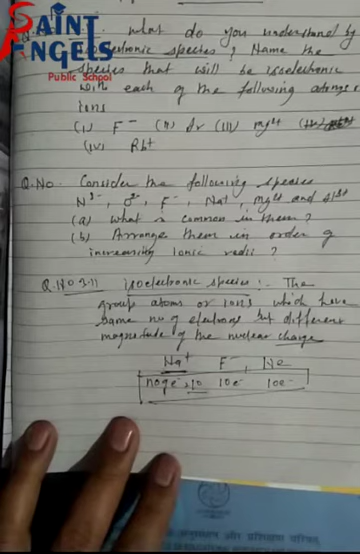 SAINT
ANGELS
Public School
what do you understand by
isoelectronic species? Name the
species that will be isoelectronic
with each of the following atoms or
ions
(i) F⁻ (ii) Ar (iii) Mg²⁺
(iv) Rb⁺
Q.No. Consider the following species
N³⁻, O²⁻, F⁻, Na⁺, Mg²⁺ and Al³⁺
(a) what is common in them?
(b) Arrange them in order of
increasing ionic radii?
Q.NO 3.11 isoelectronic species:- The
group atoms or ions which have
same no of electrons but different
magnitude of the nuclear charge
Na⁺ F⁻, Ne
no of e⁻, 10 10e⁻ 10e⁻